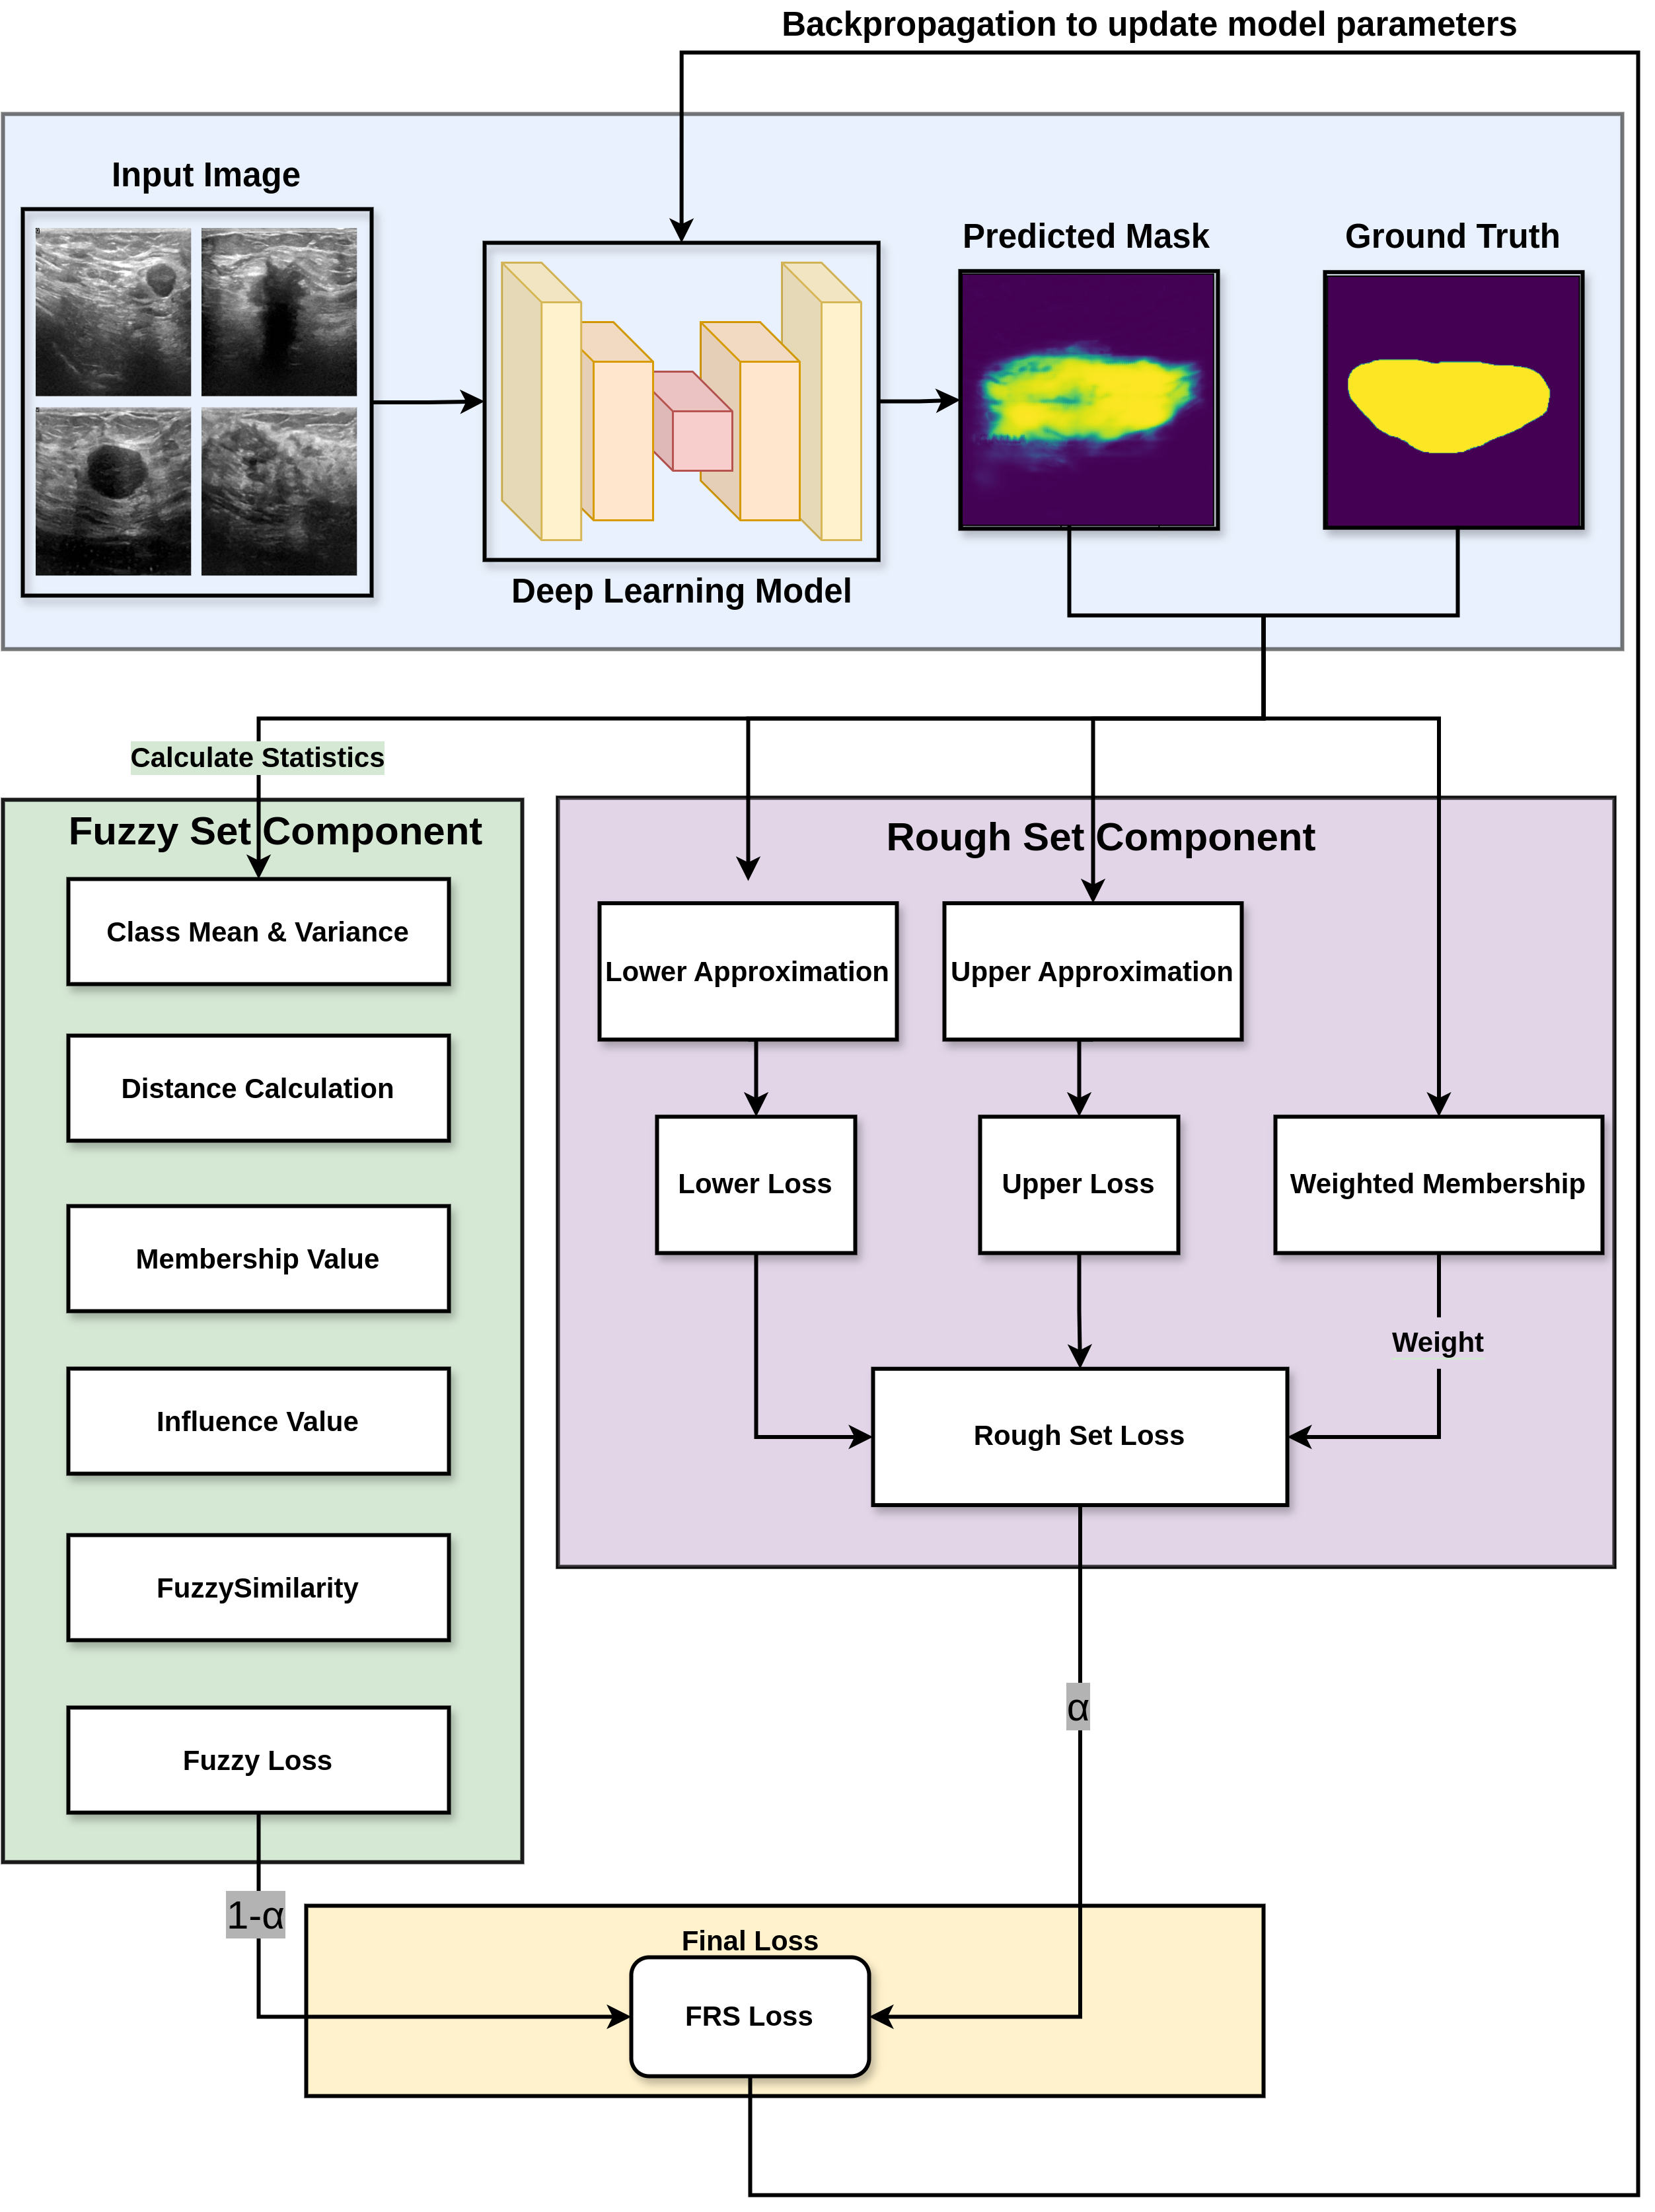 Backpropagation to update model parameters
Input Image
Predicted Mask
Ground Truth
Deep Learning Model
Calculate Statistics
Fuzzy Set Component
Rough Set Component
Class Mean & Variance
Lower Approximation
Upper Approximation
Distance Calculation
Lower Loss
Upper Loss
Weighted Membership
Membership Value
Weight
Influence Value
Rough Set Loss
FuzzySimilarity
α
Fuzzy Loss
1-α
Final Loss
FRS Loss